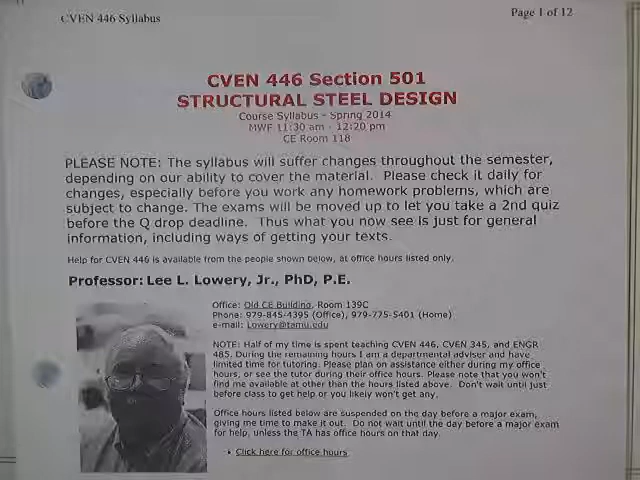 CVEN 446 Syllabus
Page 1 of 12
CVEN 446 Section 501
STRUCTURAL STEEL DESIGN
Course Syllabus - Spring 2014
MWF 11:30 am - 12:20 pm
CE Room 118
PLEASE NOTE: The syllabus will suffer changes throughout the semester,
depending on our ability to cover the material. Please check it daily for
changes, especially before you work any homework problems, which are
subject to change. The exams will be moved up to let you take a 2nd quiz
before the Q drop deadline. Thus what you now see is just for general
information, including ways of getting your texts.
Help for CVEN 446 is available from the people shown below, at office hours listed only.
Professor: Lee L. Lowery, Jr., PhD, P.E.
Office: Old CE Building, Room 139C
Phone: 979-845-4395 (Office), 979-775-5401 (Home)
e-mail: Lowery@tamu.edu
NOTE: Half of my time is spent teaching CVEN 446, CVEN 345, and ENGR
485. During the remaining hours I am a departmental adviser and have
limited time for tutoring. Please plan on assistance either during my office
hours, or see the tutor during their office hours. Please note that you won't
find me available at other than the hours listed above. Don't wait until just
before class to get help or you likely won't get any.
Office hours listed below are suspended on the day before a major exam,
giving me time to make it out. Do not wait until the day before a major exam
for help, unless the TA has office hours on that day.
• Click here for office hours